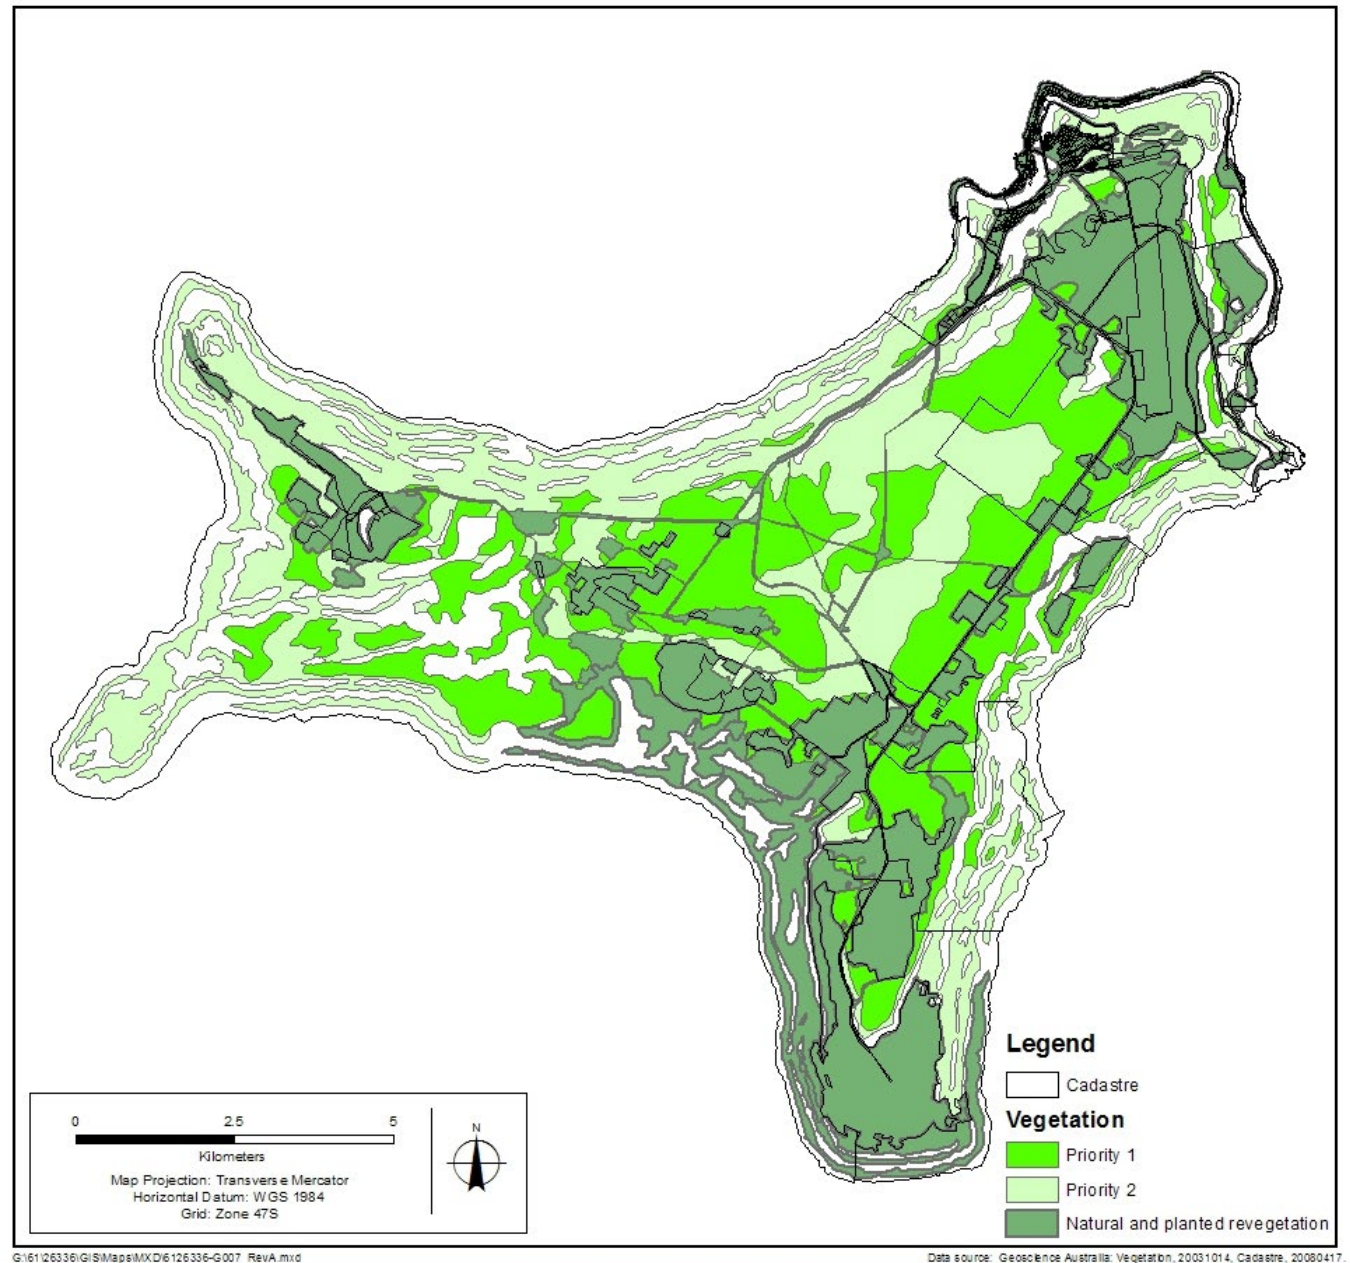 Legend
Cadastre
Vegetation
Priority 1
Priority 2
Natural and planted revegetation
0 2.5 5
Kilometers
Map Projection: Transverse Mercator
Horizontal Datum: WGS 1984
Grid: Zone 47S
N
G:\61\26336\GIS\Maps\MXD\6126336-G007_RevA.mxd
Data source: Geoscience Australia: Vegetation, 20031014, Cadastre, 20080417.